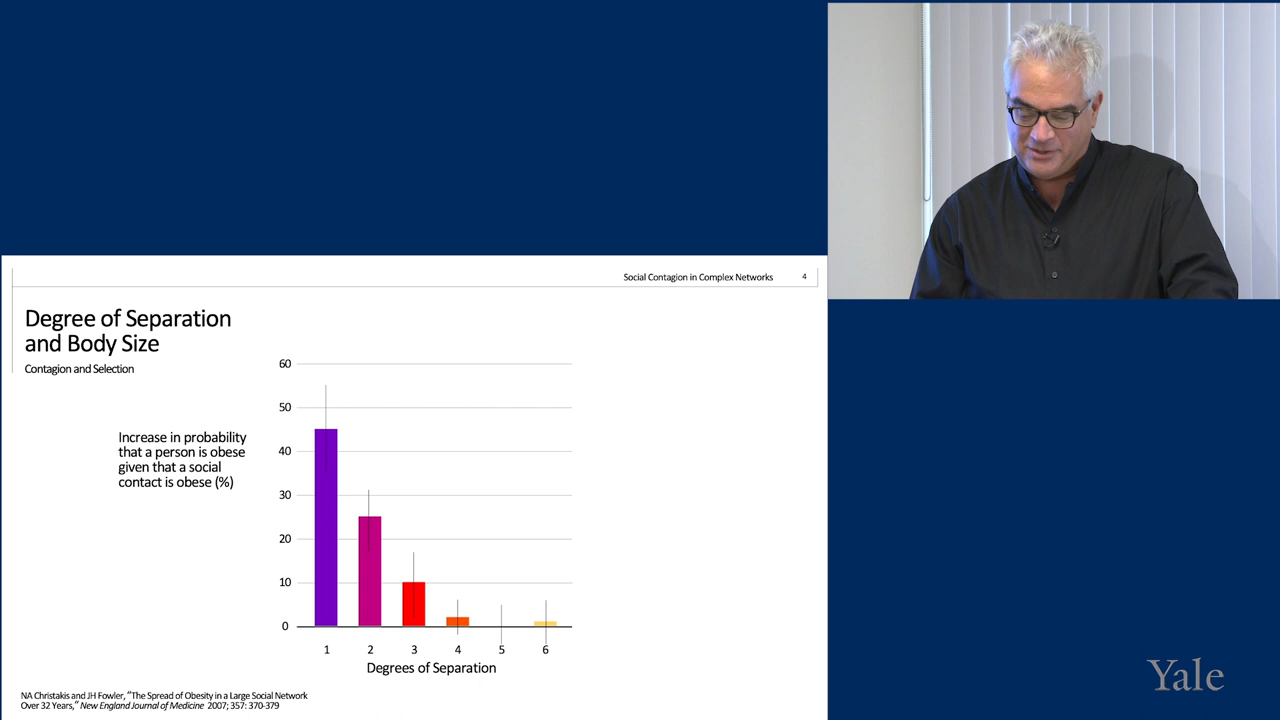 Social Contagion in Complex Networks 4
Degree of Separation
and Body Size
Contagion and Selection
Increase in probability
that a person is obese
given that a social
contact is obese (%)
60
50
40
30
20
10
0
1 2 3 4 5 6
Degrees of Separation
NA Christakis and JH Fowler, "The Spread of Obesity in a Large Social Network
Over 32 Years," New England Journal of Medicine 2007; 357: 370-379
Yale